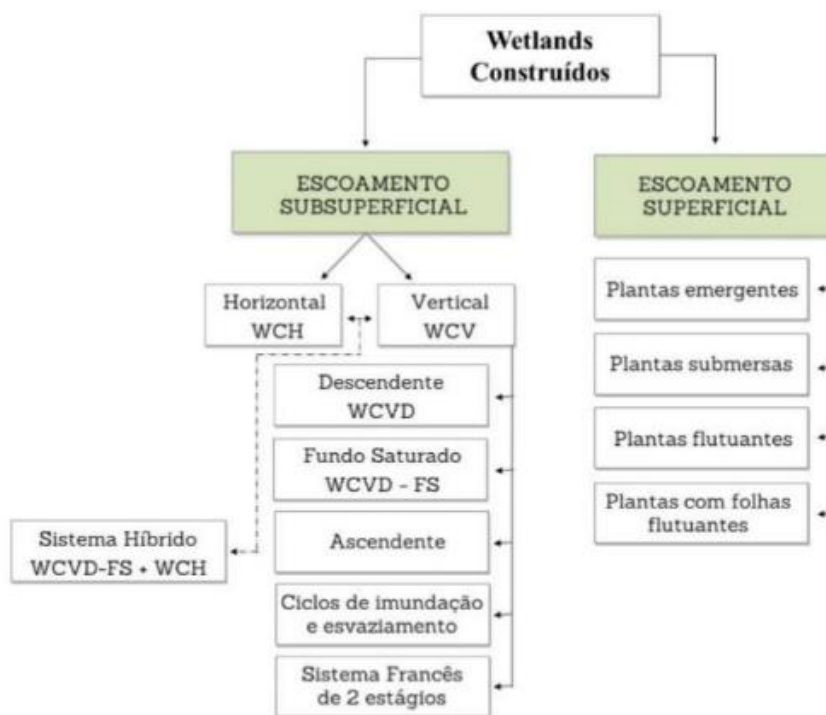 Wetlands
Construídos
ESCOAMENTO
SUBSUPERFICIAL
ESCOAMENTO
SUPERFICIAL
Horizontal
WCH
Vertical
WCV
Descendente
WCVD
Fundo Saturado
WCVD - FS
Ascendente
Ciclos de imundação
e esvaziamento
Sistema Francês
de 2 estágios
Sistema Híbrido
WCVD-FS + WCH
Plantas emergentes
Plantas submersas
Plantas flutuantes
Plantas com folhas
flutuantes